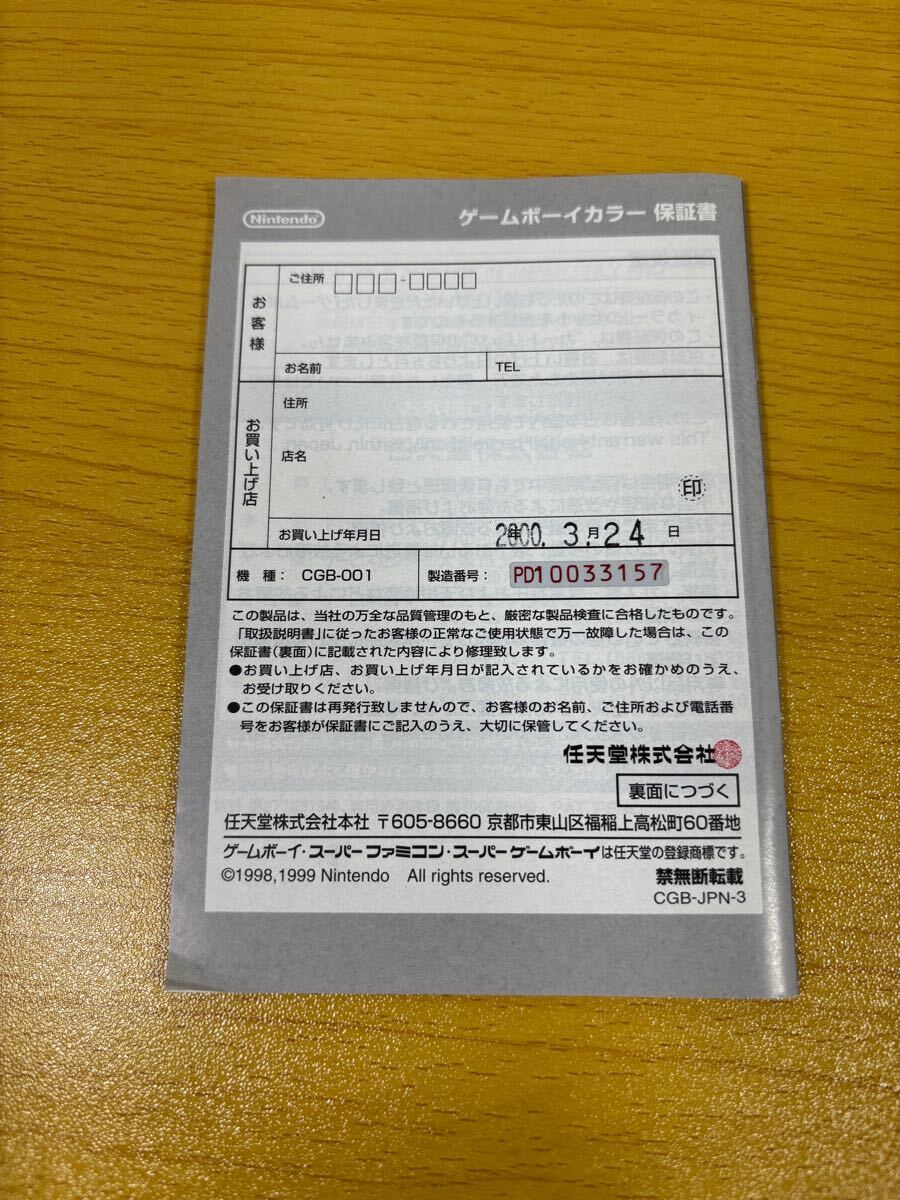 Nintendo
ゲームボーイカラー 保証書
お客様
ご住所 □□□-□□□□
お名前
TEL
お買い上げ店
住所
店名
印
お買い上げ年月日 2000年 3月 24日
機 種: CGB-001
製造番号: PD10033157
この製品は、当社の万全な品質管理のもと、厳密な製品検査に合格したものです。
「取扱説明書」に従ったお客様の正常なご使用状態で万一故障した場合は、この
保証書(裏面)に記載された内容により修理致します。
●お買い上げ店、お買い上げ年月日が記入されているかをお確かめのうえ、
お受け取りください。
●この保証書は再発行致しませんので、お客様のお名前、ご住所および電話番
号をお客様が保証書にご記入のうえ、大切に保管してください。
任天堂株式会社
裏面につづく
任天堂株式会社本社 〒605-8660 京都市東山区福稲上高松町60番地
ゲームボーイ・スーパーファミコン・スーパーゲームボーイは任天堂の登録商標です。
©1998,1999 Nintendo All rights reserved.
禁無断転載
CGB-JPN-3